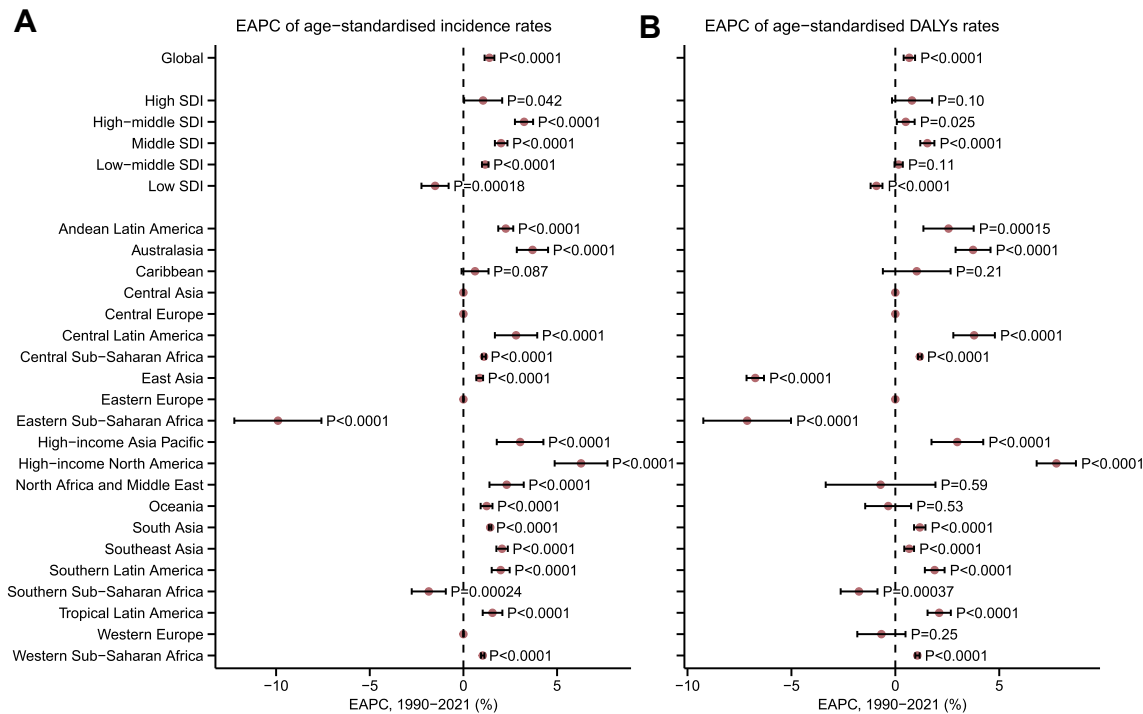 A
B
EAPC of age−standardised incidence rates
EAPC of age−standardised DALYs rates
Global P<0.0001 P<0.0001
High SDI P=0.042 P=0.10
High−middle SDI P<0.0001 P=0.025
Middle SDI P<0.0001 P<0.0001
Low−middle SDI P<0.0001 P=0.11
Low SDI P=0.00018 P<0.0001
Andean Latin America P<0.0001 P=0.00015
Australasia P<0.0001 P<0.0001
Caribbean P=0.087 P=0.21
Central Asia
Central Europe
Central Latin America P<0.0001 P<0.0001
Central Sub−Saharan Africa P<0.0001 P<0.0001
East Asia P<0.0001 P<0.0001
Eastern Europe
Eastern Sub−Saharan Africa P<0.0001 P<0.0001
High−income Asia Pacific P<0.0001 P<0.0001
High−income North America P<0.0001 P<0.0001
North Africa and Middle East P<0.0001 P=0.59
Oceania P<0.0001 P=0.53
South Asia P<0.0001 P<0.0001
Southeast Asia P<0.0001 P<0.0001
Southern Latin America P<0.0001 P<0.0001
Southern Sub−Saharan Africa P=0.00024 P=0.00037
Tropical Latin America P<0.0001 P<0.0001
Western Europe P=0.25
Western Sub−Saharan Africa P<0.0001 P<0.0001
−10 −5 0 5 −10 −5 0 5
EAPC, 1990−2021 (%) EAPC, 1990−2021 (%)